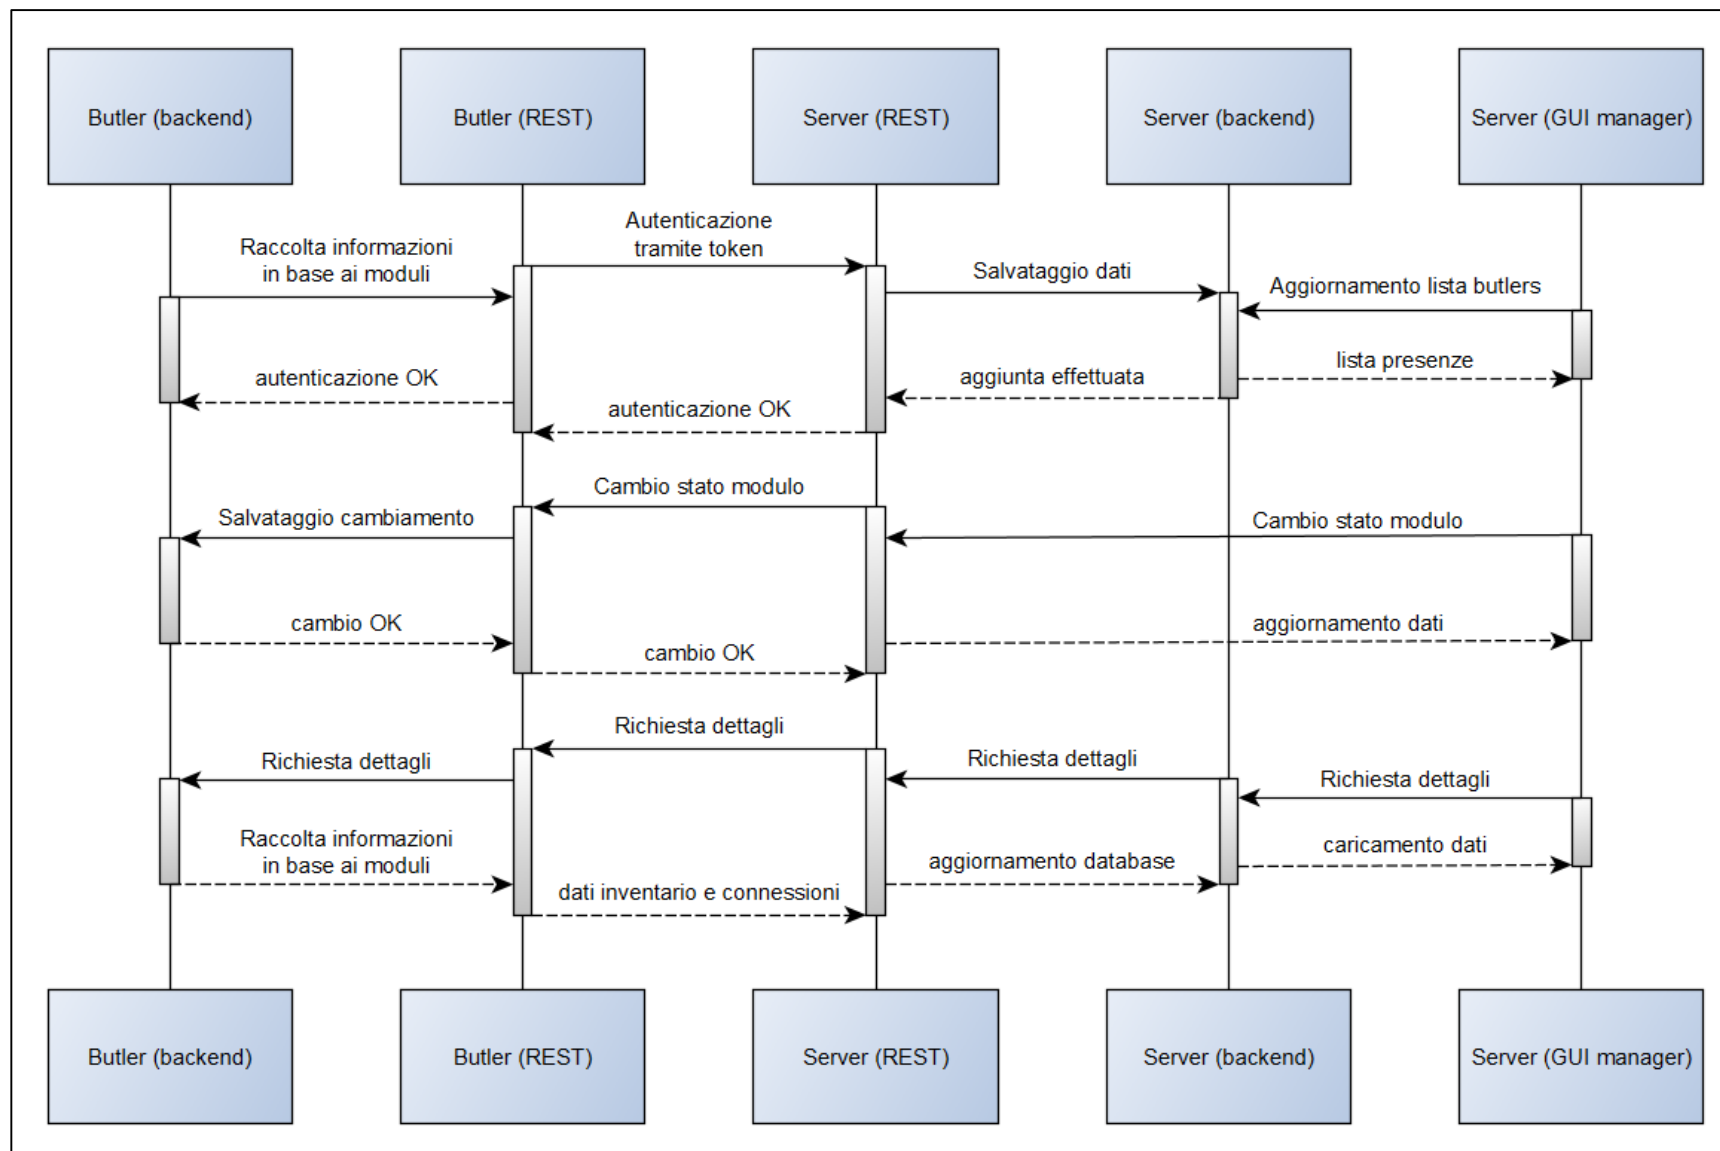 Butler (backend)
Butler (REST)
Server (REST)
Server (backend)
Server (GUI manager)
Autenticazione
tramite token
Raccolta informazioni
in base ai moduli
Salvataggio dati
Aggiornamento lista butlers
lista presenze
autenticazione OK
aggiunta effettuata
autenticazione OK
Cambio stato modulo
Salvataggio cambiamento
Cambio stato modulo
cambio OK
aggiornamento dati
cambio OK
Richiesta dettagli
Richiesta dettagli
Richiesta dettagli
Richiesta dettagli
Raccolta informazioni
in base ai moduli
caricamento dati
aggiornamento database
dati inventario e connessioni
Butler (backend)
Butler (REST)
Server (REST)
Server (backend)
Server (GUI manager)